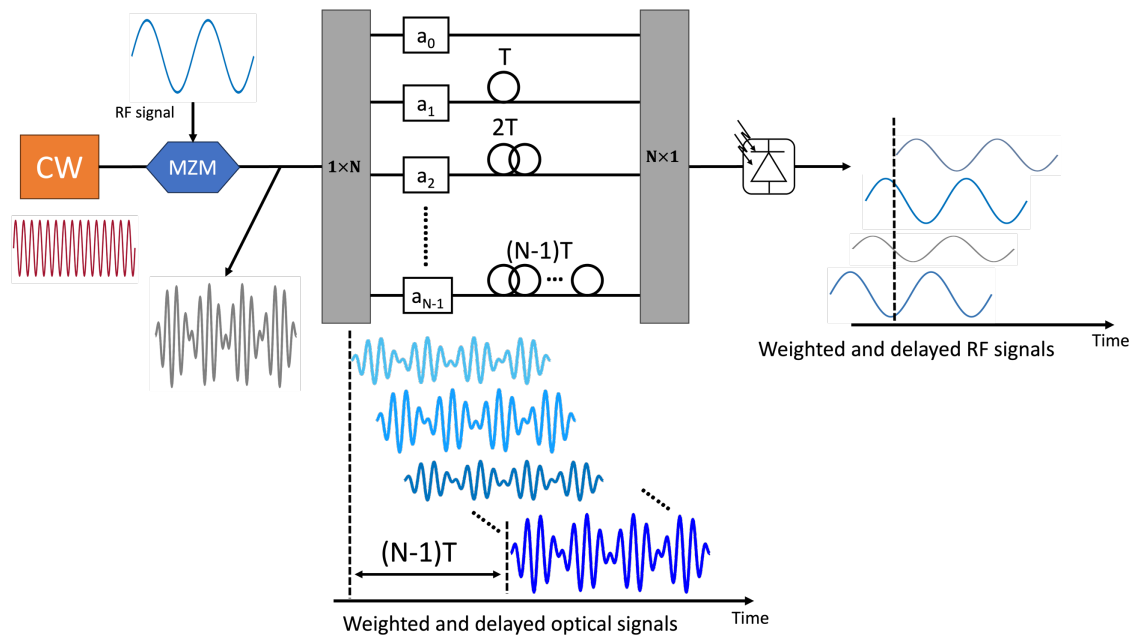 RF signal
CW
MZM
1×N
a0
a1
T
a2
2T
aN-1
(N-1)T
N×1
Time
Weighted and delayed RF signals
(N-1)T
Time
Weighted and delayed optical signals